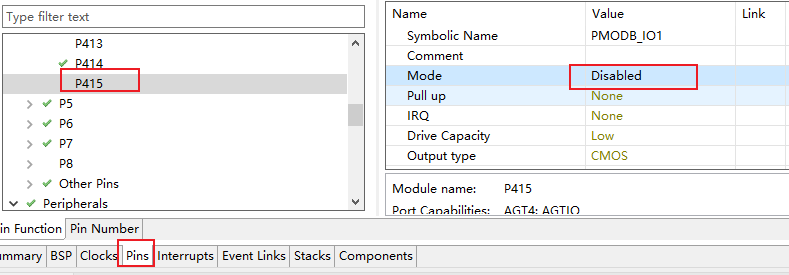 Type filter text
P413
P414
P415
P5
P6
P7
P8
Other Pins
Peripherals
in Function Pin Number
Name Value Link
Symbolic Name PMODB_IO1
Comment
Mode Disabled
Pull up None
IRQ None
Drive Capacity Low
Output type CMOS
Module name: P415
Port Capabilities: AGT4: AGTIO
ummary BSP Clocks Pins Interrupts Event Links Stacks Components